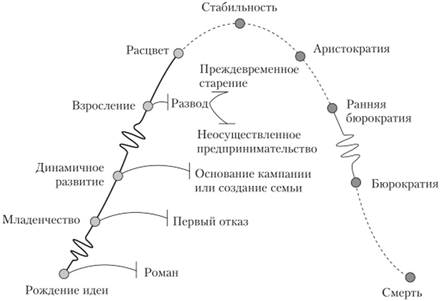 Стабильность
Расцвет
Аристократия
Преждевременное
старение
Взросление
Развод
Ранняя
бюрократия
Неосуществленное
предпринимательство
Динамичное
развитие
Основание кампании
или создание семьи
Бюрократия
Младенчество
Первый отказ
Роман
Рождение идеи
Смерть